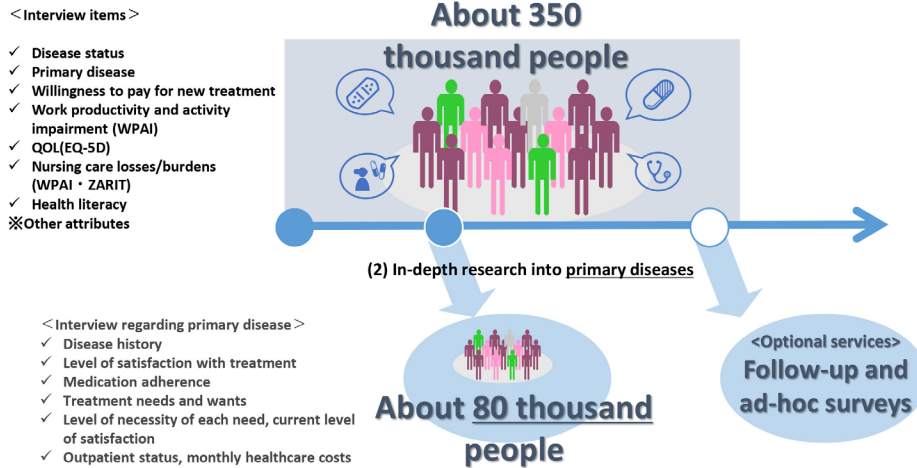 ＜Interview items＞
✓ Disease status
✓ Primary disease
✓ Willingness to pay for new treatment
✓ Work productivity and activity
impairment (WPAI)
✓ QOL(EQ-5D)
✓ Nursing care losses/burdens
(WPAI・ZARIT)
✓ Health literacy
※Other attributes
About 350
thousand people
(2) In-depth research into primary diseases
＜Interview regarding primary disease＞
✓ Disease history
✓ Level of satisfaction with treatment
✓ Medication adherence
✓ Treatment needs and wants
✓ Level of necessity of each need, current level
of satisfaction
✓ Outpatient status, monthly healthcare costs
About 80 thousand
people
<Optional services>
Follow-up and
ad-hoc surveys